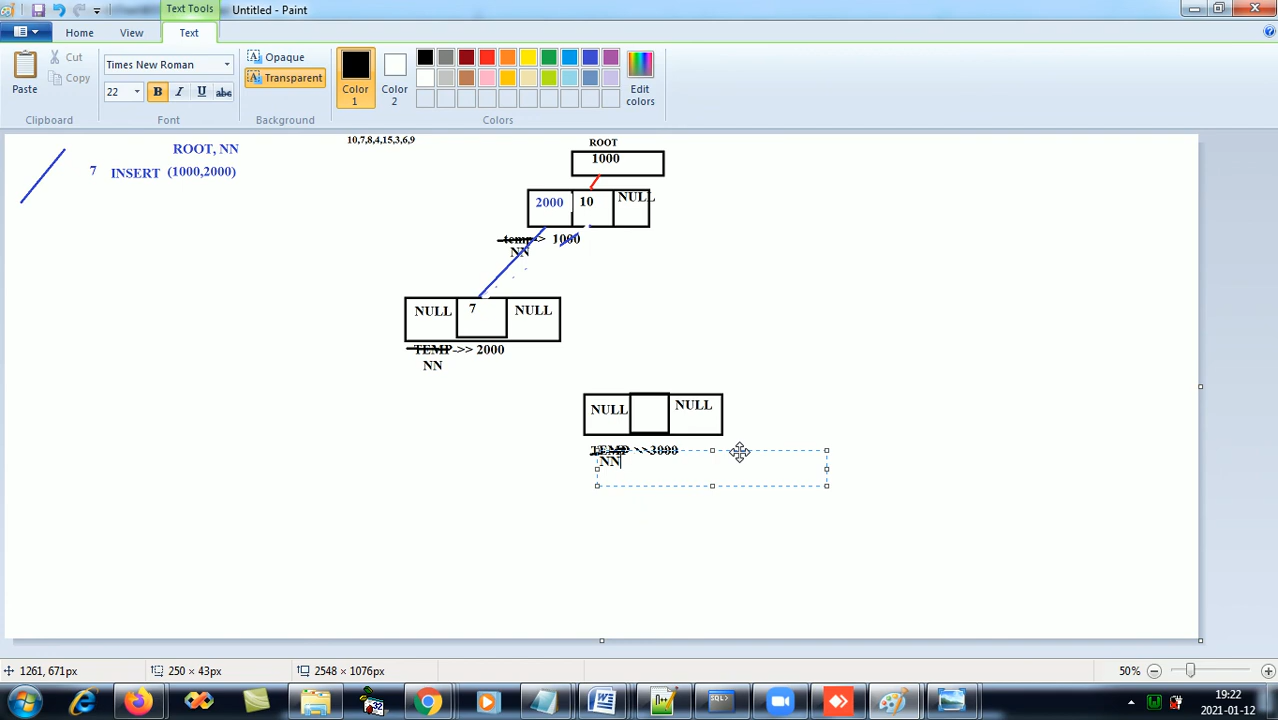 Text Tools
Untitled - Paint
Home
View
Text
Paste
Cut
Copy
Clipboard
Times New Roman
22
B
I
U
abc
Font
Opaque
Transparent
Background
Color
1
Color
2
Edit
colors
Colors
ROOT, NN
7 INSERT (1000,2000)
10,7,8,4,15,3,6,9
ROOT
1000
2000 10 NULL
temp-> 1000
NN
NULL 7 NULL
TEMP->> 2000
NN
NULL NULL
TEMP >>3000
NN
1261, 671px
250 × 43px
2548 × 1076px
50%
32
SQL>
19:22
2021-01-12